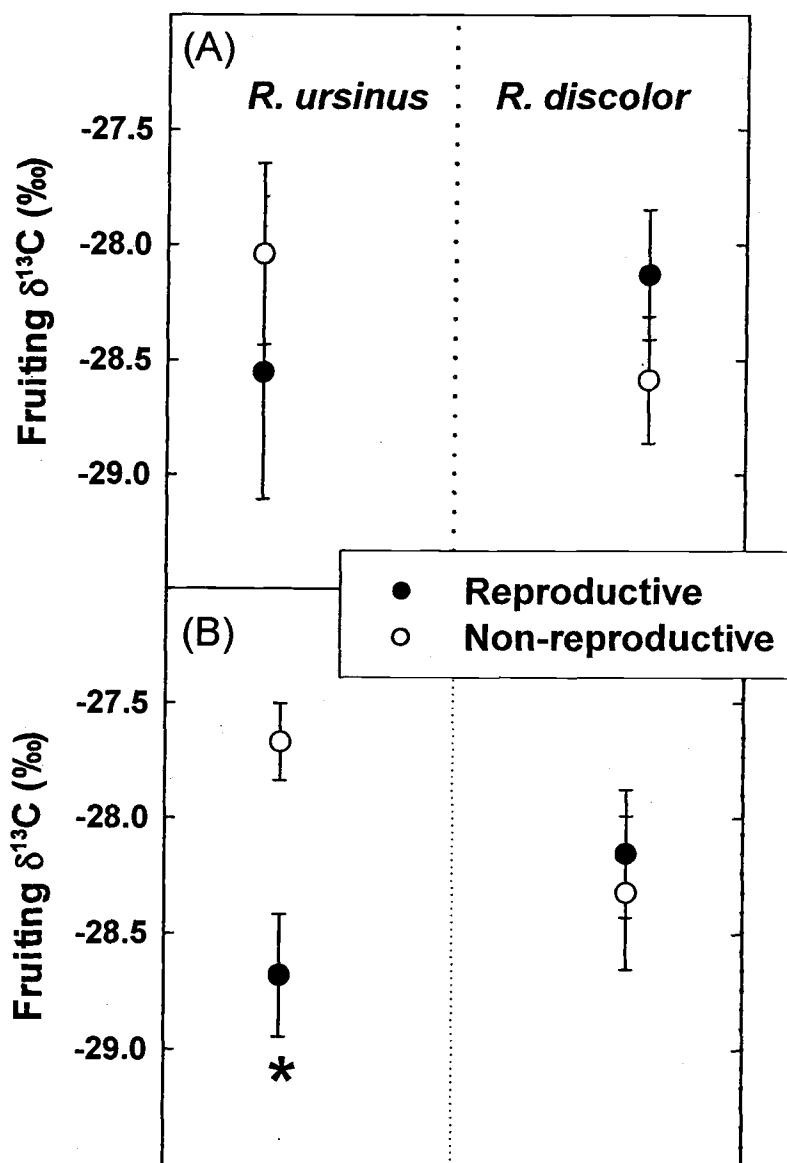 (A)
R. ursinus
R. discolor
-27.5
-28.0
-28.5
-29.0
Fruiting δ¹³C (‰)
Reproductive
Non-reproductive
(B)
-27.5
-28.0
-28.5
-29.0
Fruiting δ¹³C (‰)
*